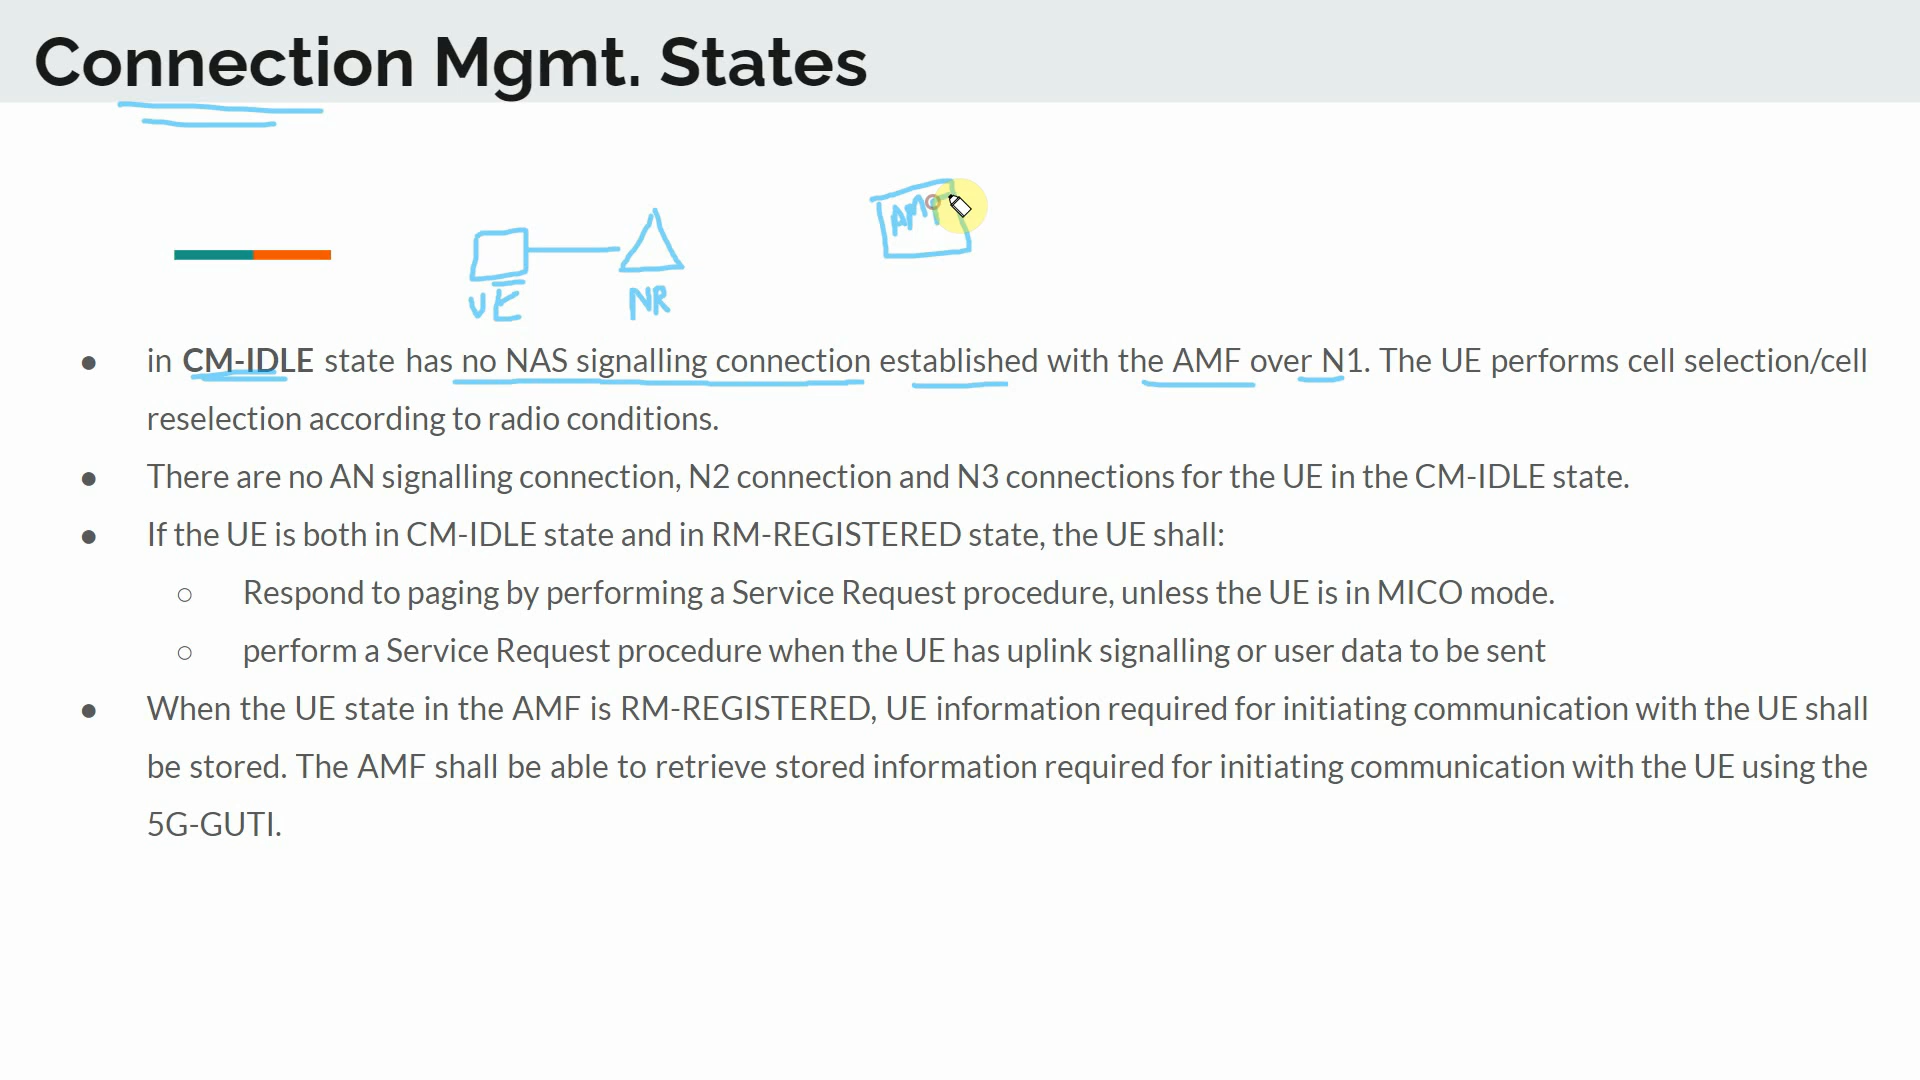 Connection Mgmt. States
AMF
UE
NR
● in CM-IDLE state has no NAS signalling connection established with the AMF over N1. The UE performs cell selection/cell
reselection according to radio conditions.
● There are no AN signalling connection, N2 connection and N3 connections for the UE in the CM-IDLE state.
● If the UE is both in CM-IDLE state and in RM-REGISTERED state, the UE shall:
○ Respond to paging by performing a Service Request procedure, unless the UE is in MICO mode.
○ perform a Service Request procedure when the UE has uplink signalling or user data to be sent
● When the UE state in the AMF is RM-REGISTERED, UE information required for initiating communication with the UE shall
be stored. The AMF shall be able to retrieve stored information required for initiating communication with the UE using the
5G-GUTI.